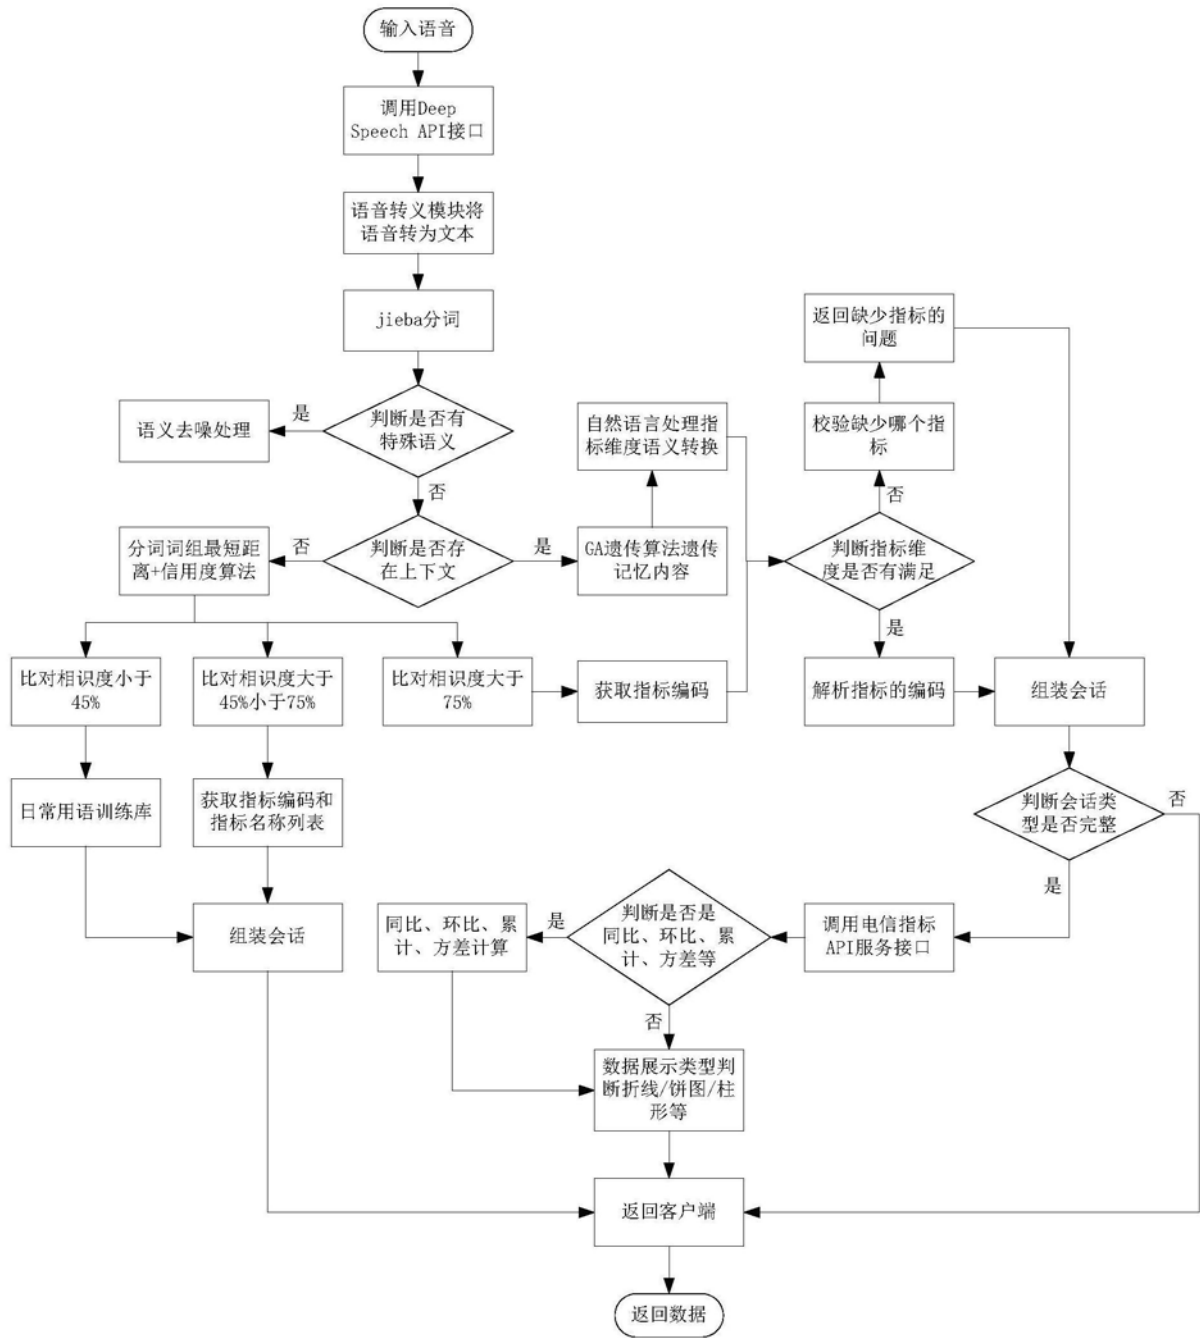 输入语音
调用Deep
Speech API接口
语音转义模块将
语音转为文本
jieba分词
返回缺少指标的
问题
判断是否有
特殊语义
是
语义去噪处理
否
自然语言处理指
标维度语义转换
校验缺少哪个指
标
否
分词词组最短距
离+信用度算法
否
判断是否存
在上下文
是
GA遗传算法遗传
记忆内容
判断指标维
度是否有满足
是
比对相识度小于
45%
比对相识度大于
45%小于75%
比对相识度大于
75%
获取指标编码
解析指标的编码
组装会话
日常用语训练库
获取指标编码和
指标名称列表
判断会话类
型是否完整
否
是
组装会话
同比、环比、累
计、方差计算
是
判断是否是
同比、环比、累
计、方差等
调用电信指标
API服务接口
否
数据展示类型判
断折线/饼图/柱
形等
返回客户端
返回数据